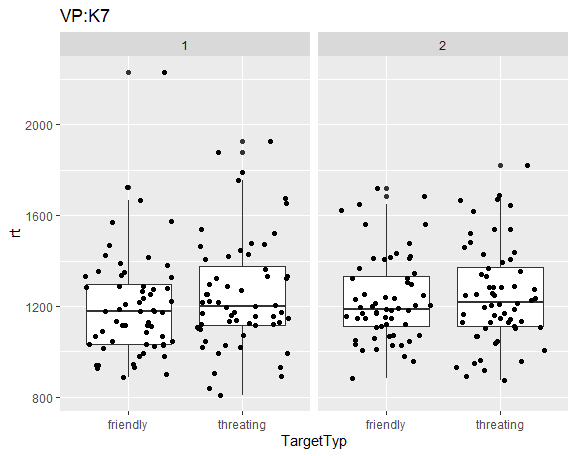 VP:K7
1 2
2000
1600
1200
800
rt
friendly threating friendly threating
TargetTyp